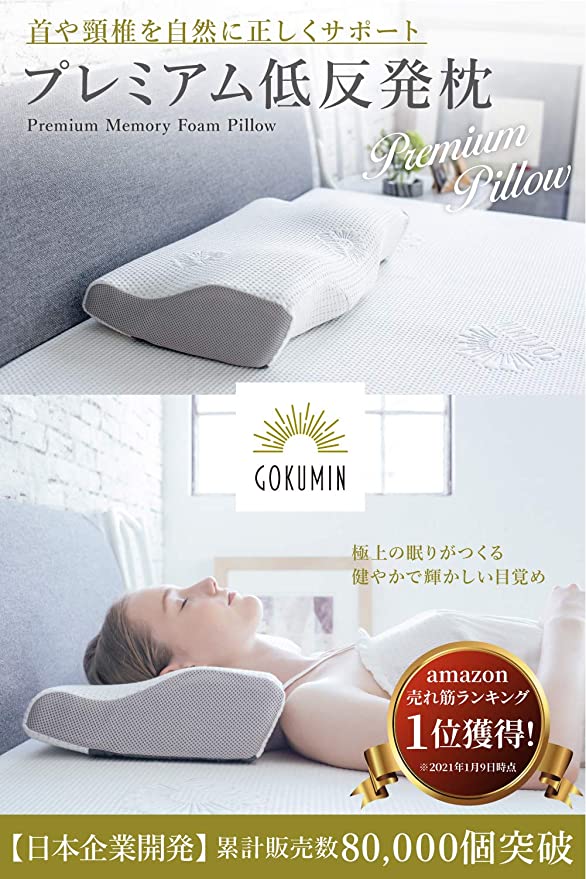 首や頸椎を自然に正しくサポート
プレミアム低反発枕
Premium Memory Foam Pillow
Premium
Pillow
GOKUMIN
極上の眠りがつくる
健やかで輝かしい目覚め
amazon
売れ筋ランキング
1位獲得!
※2021年1月9日時点
【日本企業開発】累計販売数80,000個突破